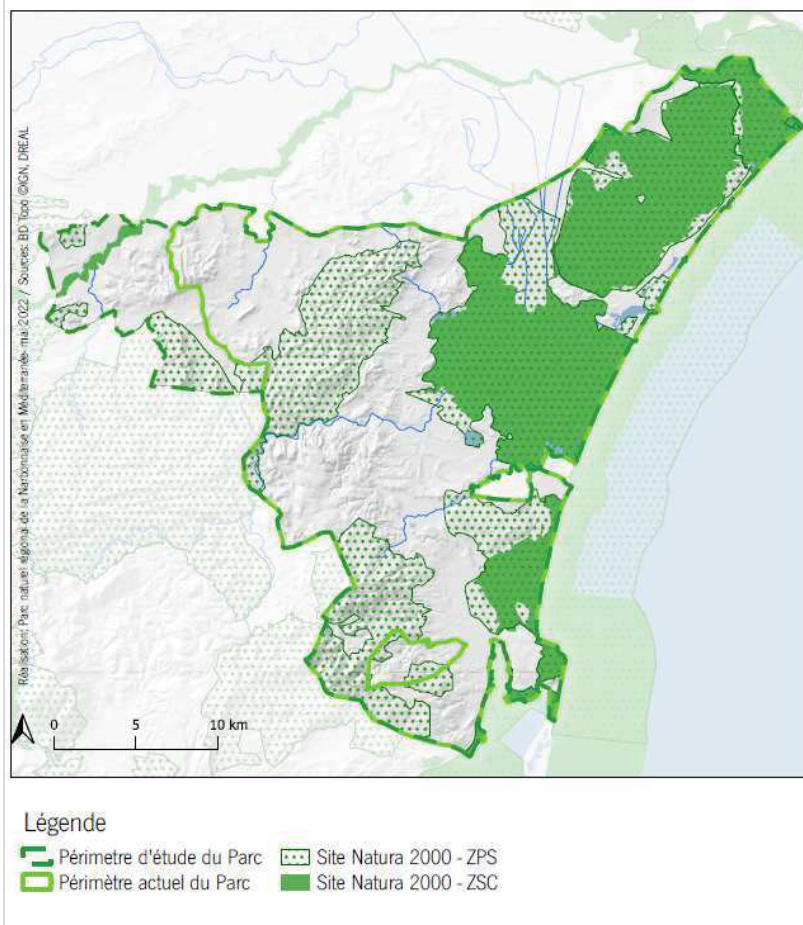 Réalisation: Parc naturel régional de la Narbonnaise en Méditerranée- mai 2022 / Sources: BD Topo ©IGN, DREAL
0 5 10 km
Légende
Périmetre d'étude du Parc
Site Natura 2000 - ZPS
Périmètre actuel du Parc
Site Natura 2000 - ZSC